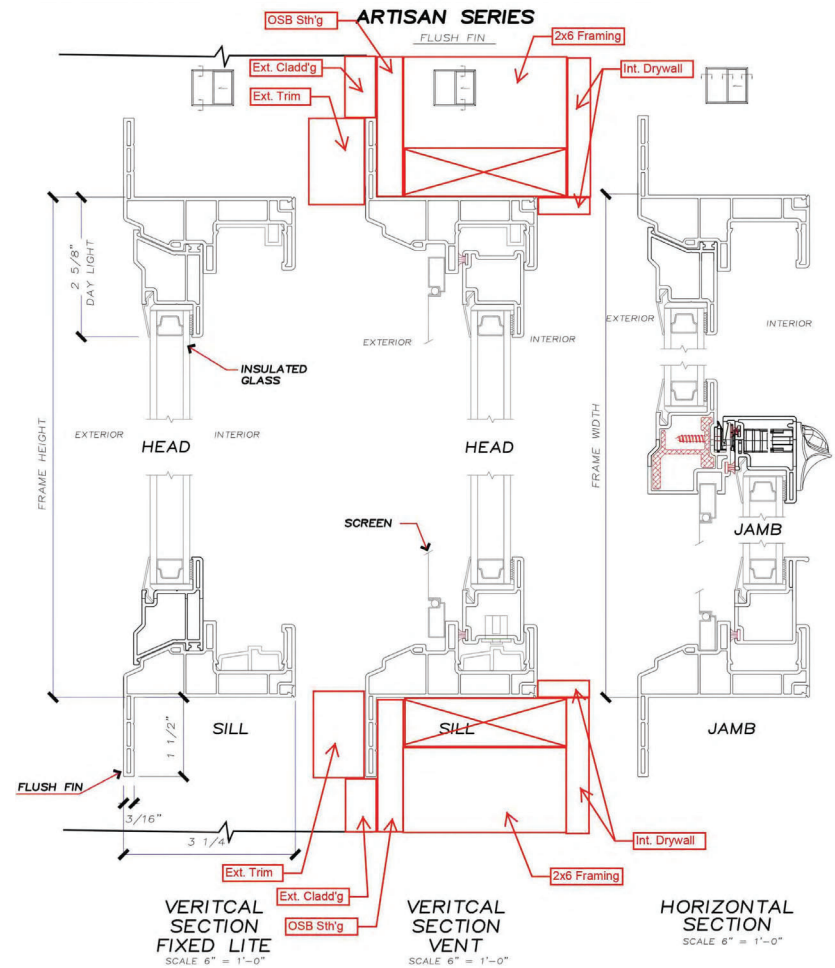 ARTISAN SERIES
FLUSH FIN
OSB Sth'g
2x6 Framing
Ext. Cladd'g
Int. Drywall
Ext. Trim
2 5/8"
DAY LIGHT
FRAME HEIGHT
INSULATED
GLASS
EXTERIOR
HEAD
INTERIOR
EXTERIOR
INTERIOR
HEAD
SCREEN
FRAME WIDTH
EXTERIOR
INTERIOR
JAMB
SILL
1 1/2"
FLUSH FIN
3/16"
3 1/4
SILL
JAMB
Int. Drywall
Ext. Trim
2x6 Framing
Ext. Cladd'g
OSB Sth'g
VERITCAL
SECTION
FIXED LITE
SCALE 6" = 1'-0"
VERITCAL
SECTION
VENT
SCALE 6" = 1'-0"
HORIZONTAL
SECTION
SCALE 6" = 1'-0"